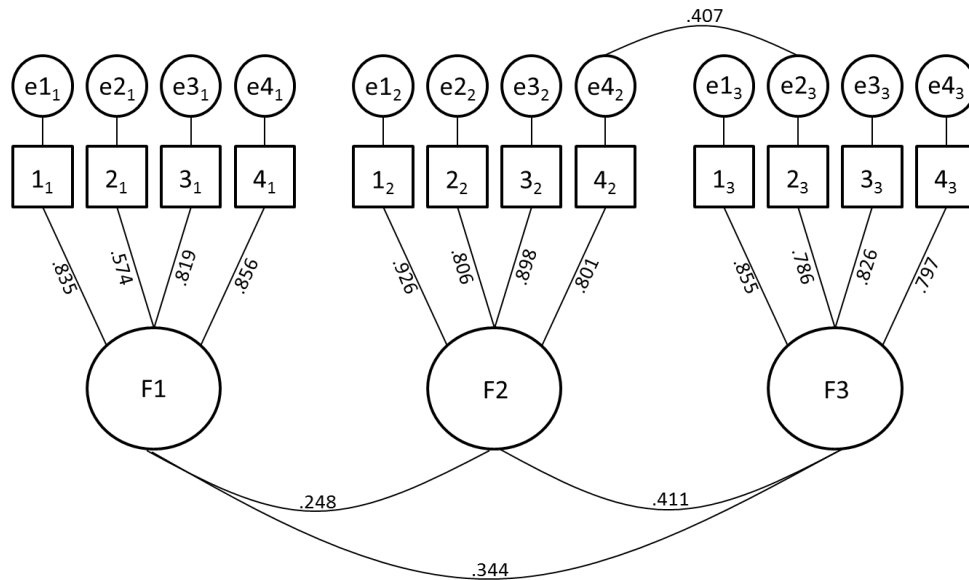 .407
e1₁ e2₁ e3₁ e4₁ e1₂ e2₂ e3₂ e4₂ e1₃ e2₃ e3₃ e4₃
1₁ 2₁ 3₁ 4₁ 1₂ 2₂ 3₂ 4₂ 1₃ 2₃ 3₃ 4₃
.835 .574 .819 .856 .926 .806 .898 .801 .855 .786 .826 .797
F1 F2 F3
.248 .411
.344